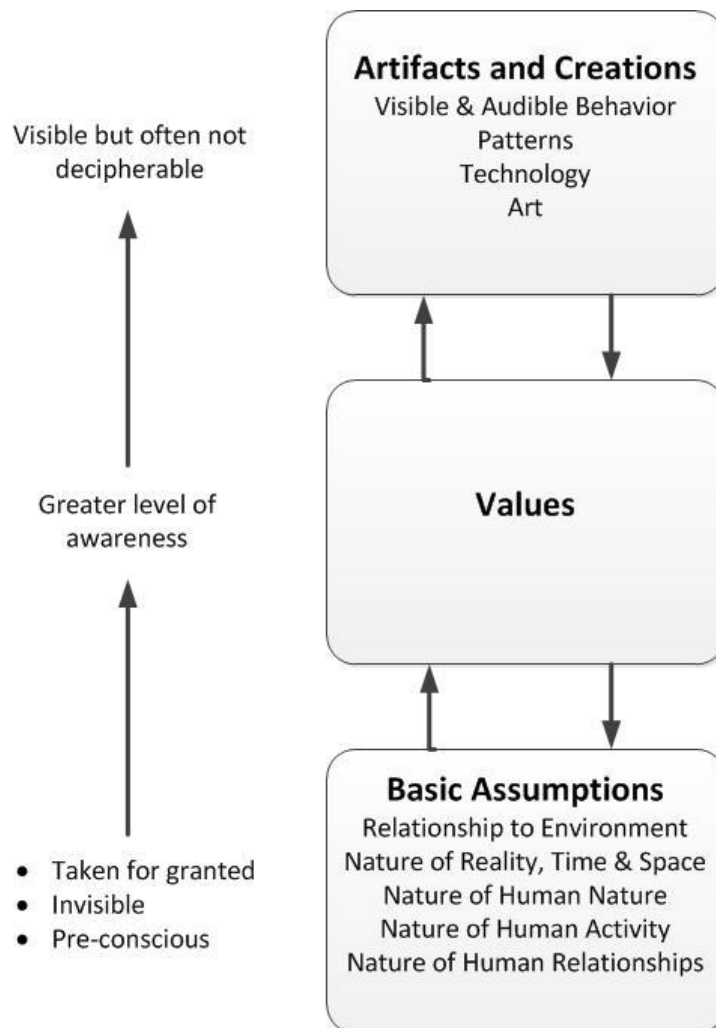 Artifacts and Creations
Visible & Audible Behavior
Patterns
Technology
Art
Visible but often not
decipherable
Values
Greater level of
awareness
Basic Assumptions
Relationship to Environment
Nature of Reality, Time & Space
Nature of Human Nature
Nature of Human Activity
Nature of Human Relationships
• Taken for granted
• Invisible
• Pre-conscious